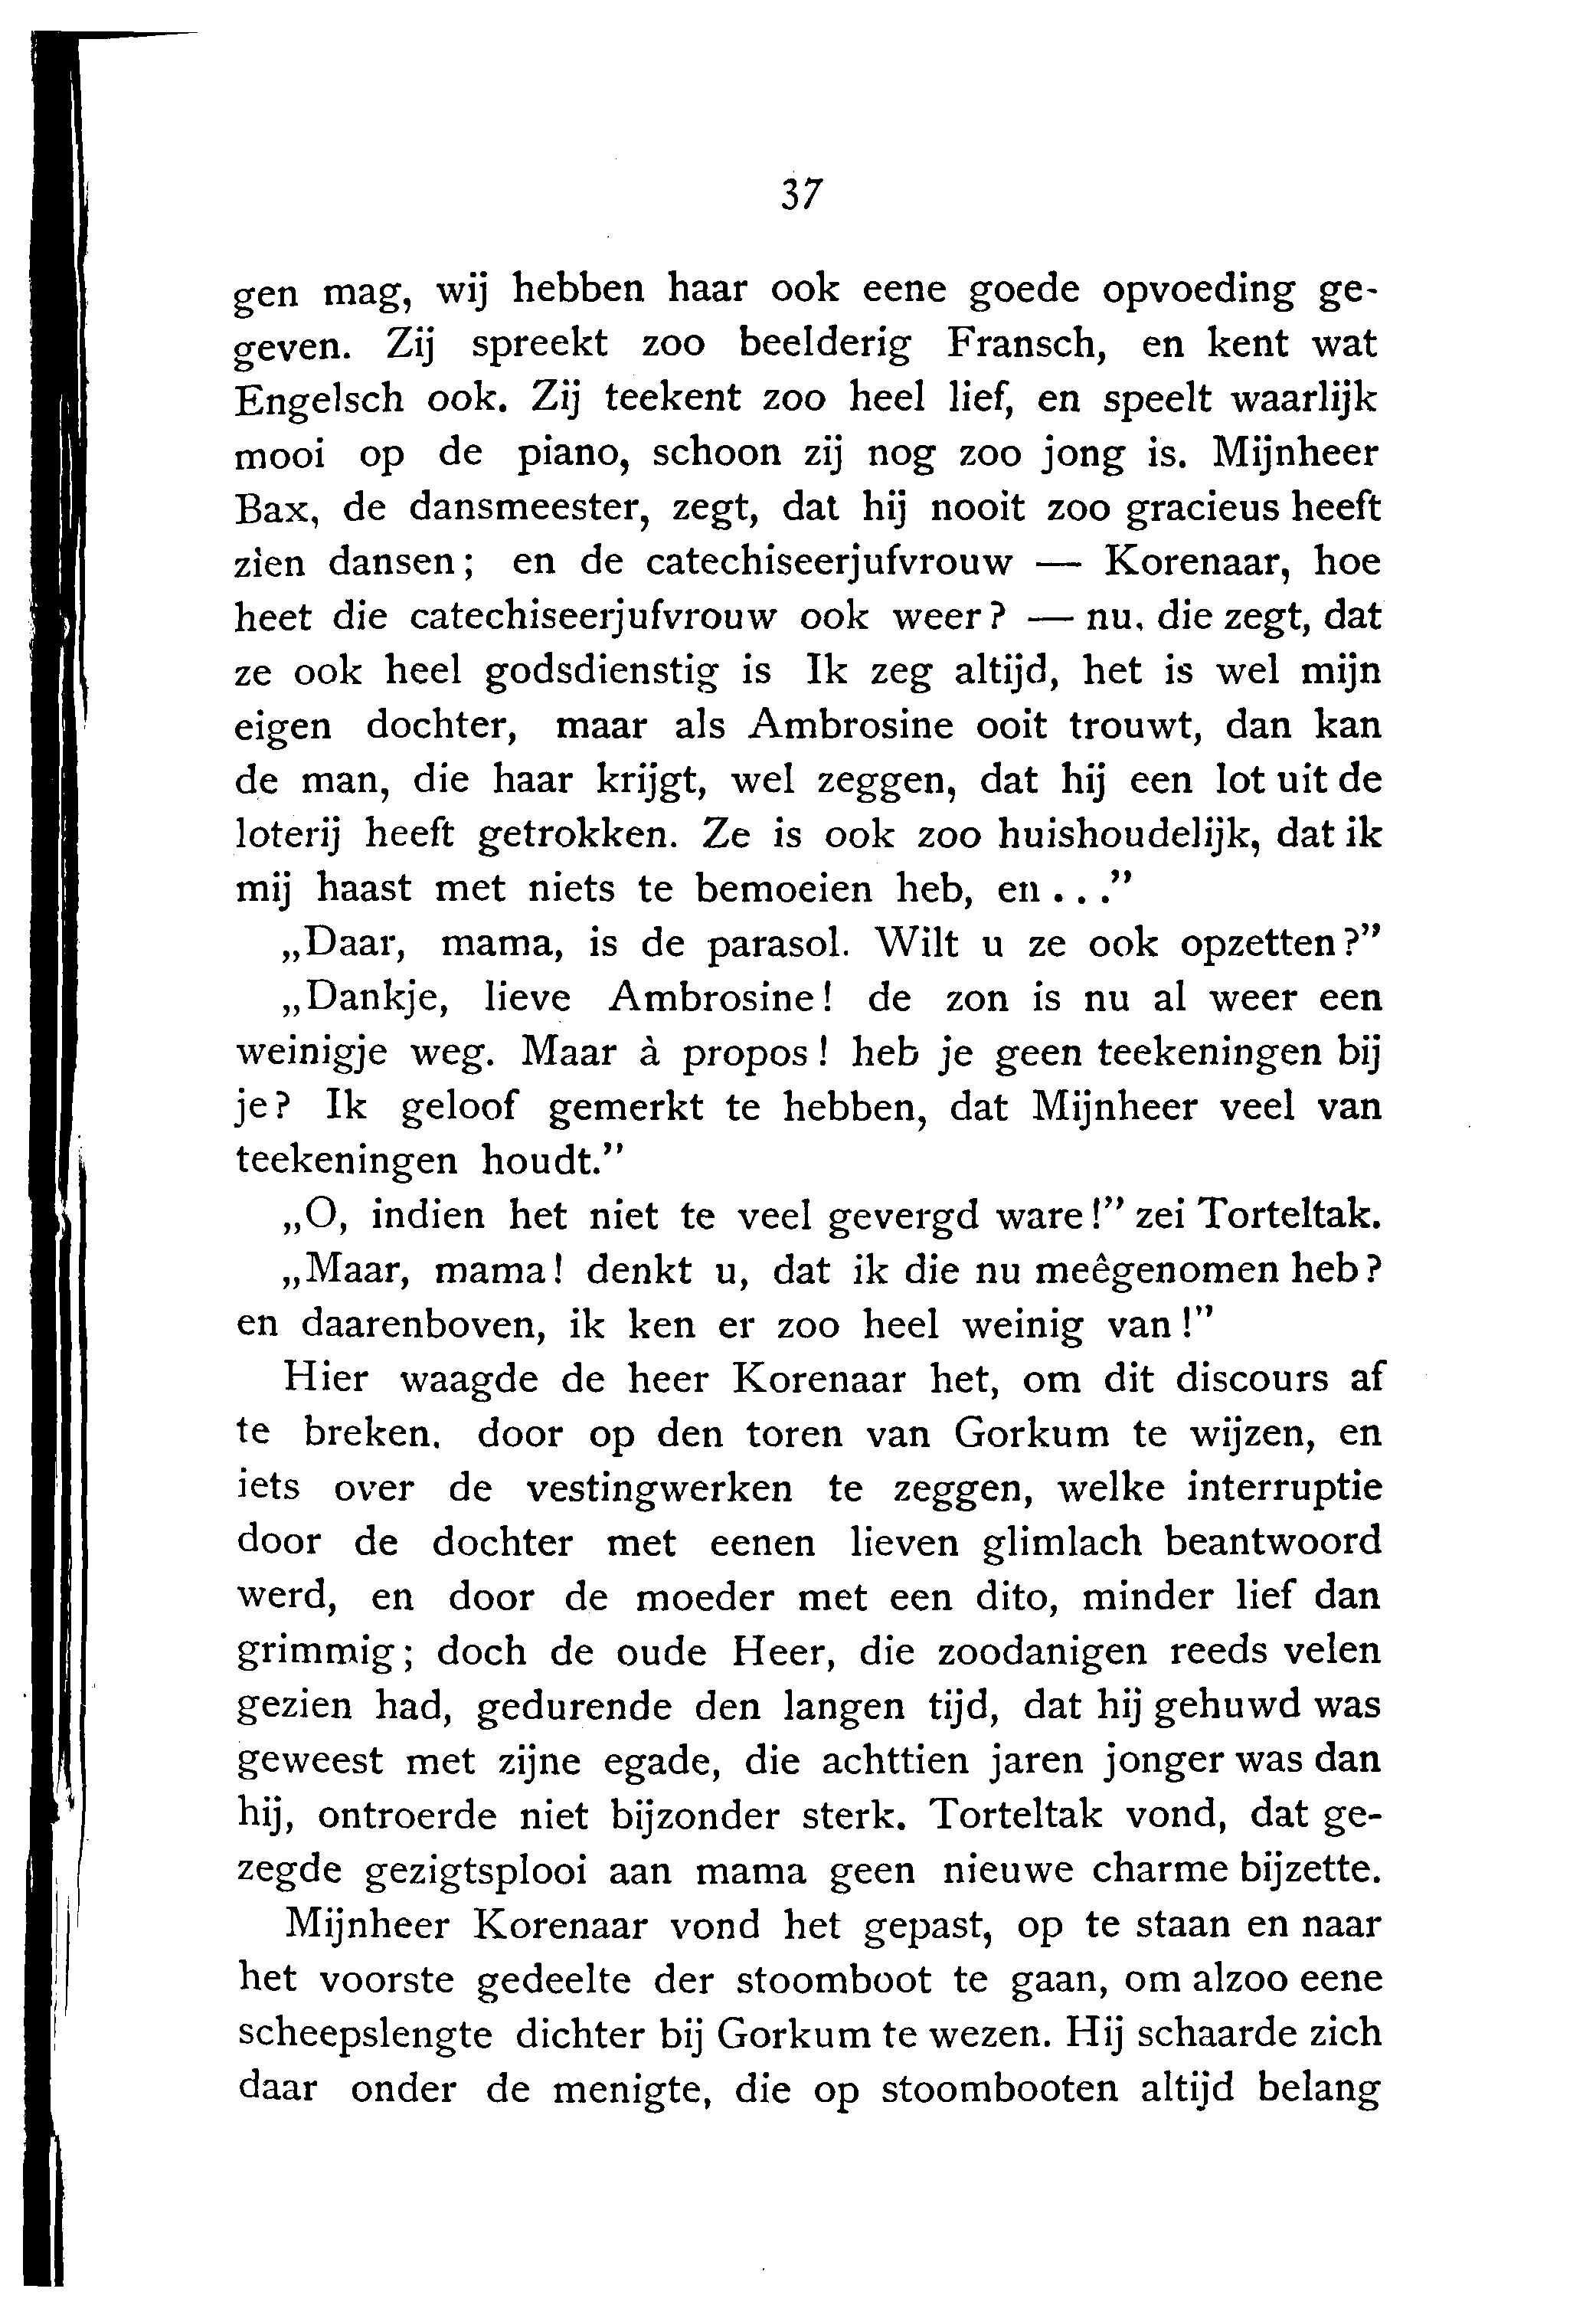 37
gen mag, wij hebben haar ook eene goede opvoeding ge-
geven. Zij spreekt zoo beelderig Fransch, en kent wat
Engelsch ook. Zij teekent zoo heel lief, en speelt waarlijk
mooi op de piano, schoon zij nog zoo jong is. Mijnheer
Bax, de dansmeester, zegt, dat hij nooit zoo gracieus heeft
zien dansen; en de catechiseerjufvrouw — Korenaar, hoe
heet die catechiseerjufvrouw ook weer? — nu, die zegt, dat
ze ook heel godsdienstig is Ik zeg altijd, het is wel mijn
eigen dochter, maar als Ambrosine ooit trouwt, dan kan
de man, die haar krijgt, wel zeggen, dat hij een lot uit de
loterij heeft getrokken. Ze is ook zoo huishoudelijk, dat ik
mij haast met niets te bemoeien heb, en . . .”
„Daar, mama, is de parasol. Wilt u ze ook opzetten?”
„Dankje, lieve Ambrosine! de zon is nu al weer een
weinigje weg. Maar à propos! heb je geen teekeningen bij
je? Ik geloof gemerkt te hebben, dat Mijnheer veel van
teekeningen houdt.”
„O, indien het niet te veel gevergd ware!” zei Torteltak.
„Maar, mama! denkt u, dat ik die nu meêgenomen heb?
en daarenboven, ik ken er zoo heel weinig van!”
Hier waagde de heer Korenaar het, om dit discours af
te breken, door op den toren van Gorkum te wijzen, en
iets over de vestingwerken te zeggen, welke interruptie
door de dochter met eenen lieven glimlach beantwoord
werd, en door de moeder met een dito, minder lief dan
grimmig; doch de oude Heer, die zoodanigen reeds velen
gezien had, gedurende den langen tijd, dat hij gehuwd was
geweest met zijne egade, die achttien jaren jonger was dan
hij, ontroerde niet bijzonder sterk. Torteltak vond, dat ge-
zegde gezigtsplooi aan mama geen nieuwe charme bijzette.
Mijnheer Korenaar vond het gepast, op te staan en naar
het voorste gedeelte der stoomboot te gaan, om alzoo eene
scheepslengte dichter bij Gorkum te wezen. Hij schaarde zich
daar onder de menigte, die op stoombooten altijd belang